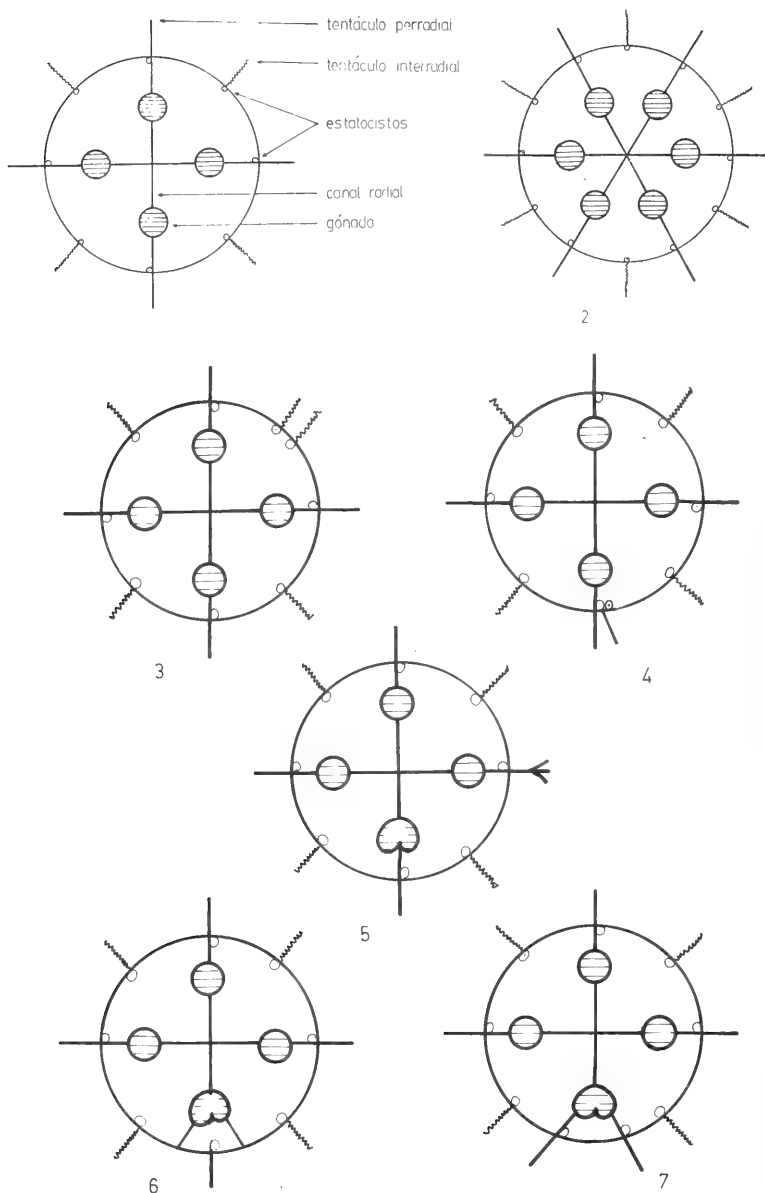 tentáculo perradial
tentáculo interradial
estatocistos
canal radial
gónada
2
3
4
5
6
7